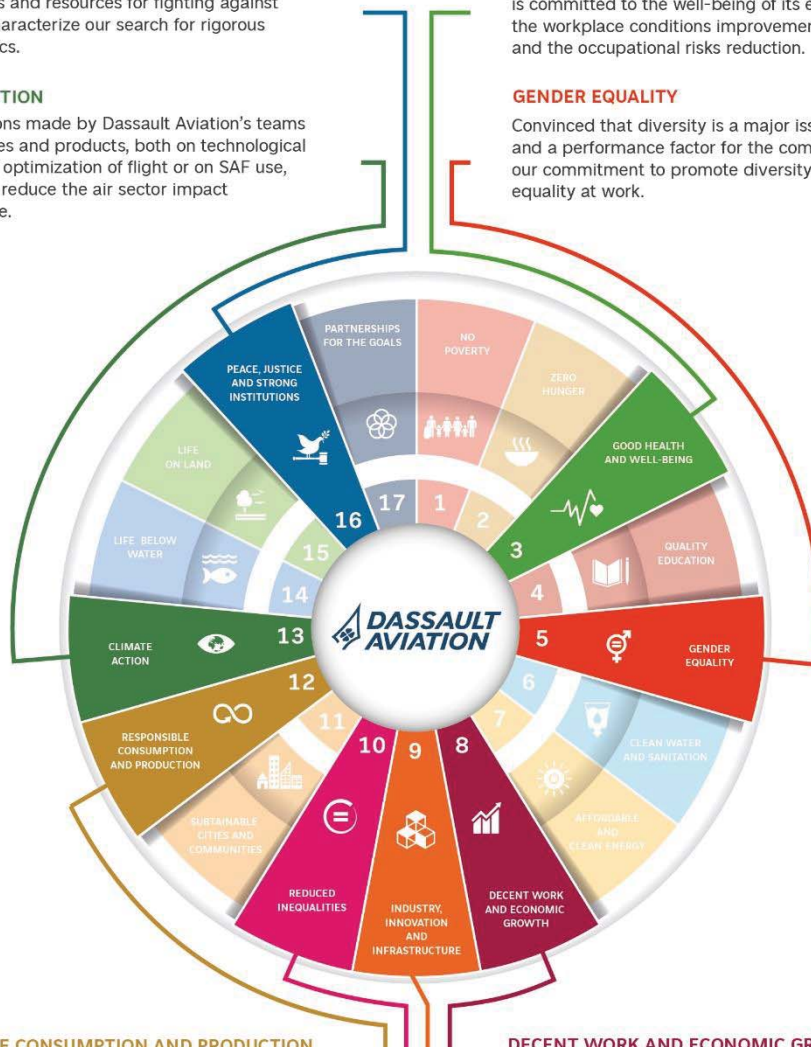 s and resources for fighting against
aracterize our search for rigorous
cs.
TION
ons made by Dassault Aviation's teams
es and products, both on technological
optimization of flight or on SAF use,
reduce the air sector impact
e.
is committed to the well-being of its e
the workplace conditions improvemen
and the occupational risks reduction.
GENDER EQUALITY
Convinced that diversity is a major iss
and a performance factor for the com
our commitment to promote diversity
equality at work.
PARTNERSHIPS
FOR THE GOALS
17
NO
POVERTY
1
ZERO
HUNGER
2
GOOD HEALTH
AND WELL-BEING
3
QUALITY
EDUCATION
4
GENDER
EQUALITY
5
CLEAN WATER
AND SANITATION
6
AFFORDABLE
AND
CLEAN ENERGY
7
DECENT WORK
AND ECONOMIC
GROWTH
8
INDUSTRY,
INNOVATION
AND
INFRASTRUCTURE
9
REDUCED
INEQUALITIES
10
SUSTAINABLE
CITIES AND
COMMUNITIES
11
RESPONSIBLE
CONSUMPTION
AND PRODUCTION
12
CLIMATE
ACTION
13
LIFE BELOW
WATER
14
LIFE
ON LAND
15
PEACE, JUSTICE
AND STRONG
INSTITUTIONS
16
DASSAULT
AVIATION
E CONSUMPTION AND PRODUCTION
DECENT WORK AND ECONOMIC GR